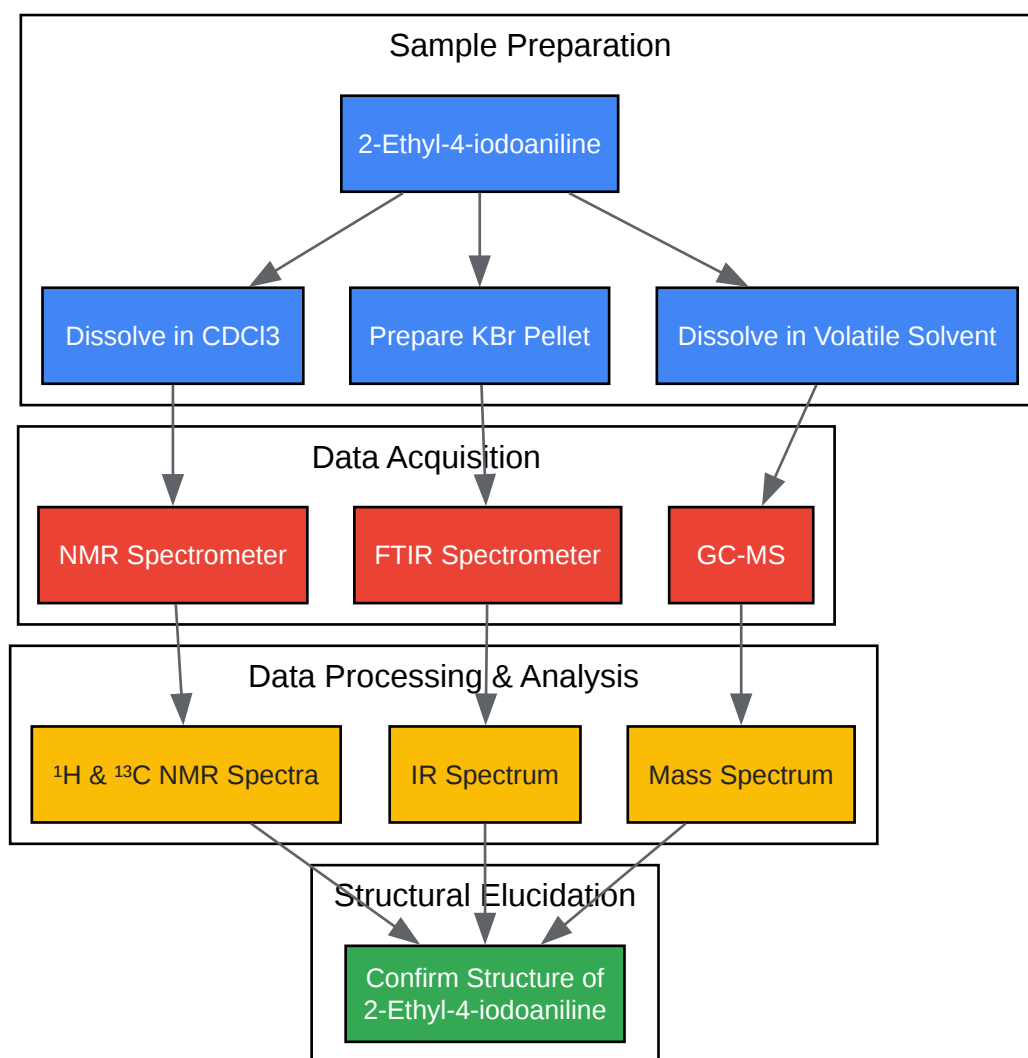 Sample Preparation
2-Ethyl-4-iodoaniline
Dissolve in CDCl3
Prepare KBr Pellet
Dissolve in Volatile Solvent
Data Acquisition
NMR Spectrometer
FTIR Spectrometer
GC-MS
Data Processing & Analysis
¹H & ¹³C NMR Spectra
IR Spectrum
Mass Spectrum
Structural Elucidation
Confirm Structure of
2-Ethyl-4-iodoaniline